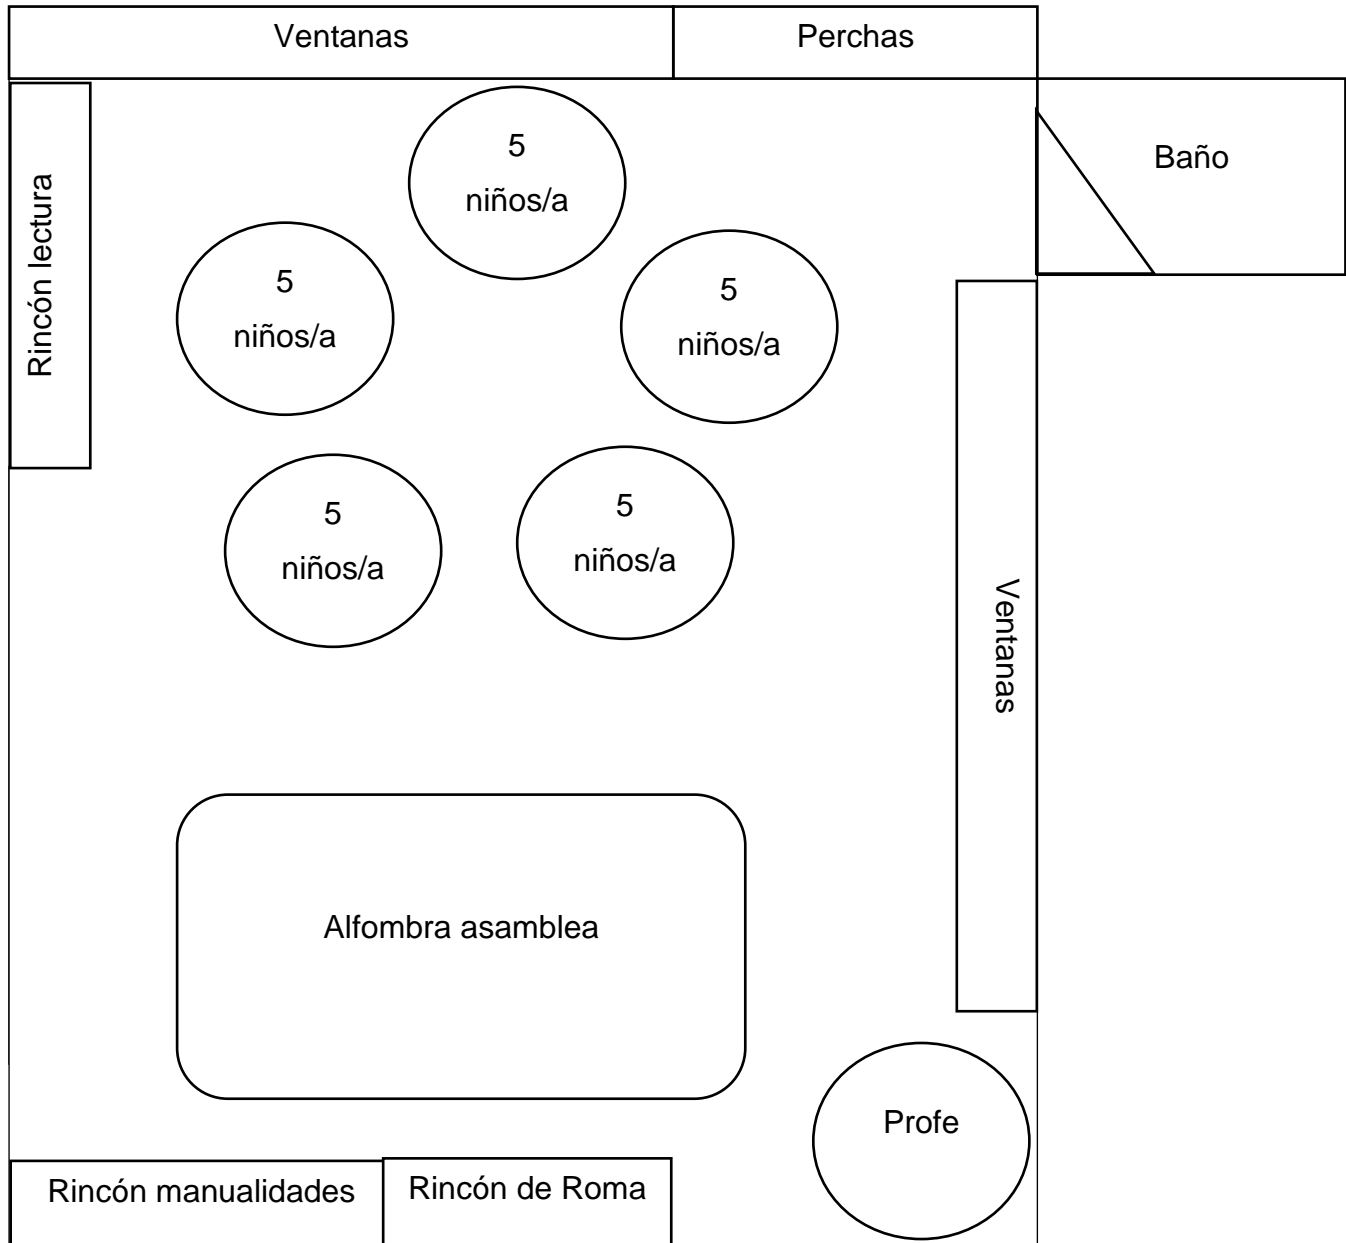 Ventanas
Perchas
Baño
Rincón lectura
5
niños/a
5
niños/a
5
niños/a
5
niños/a
5
niños/a
Ventanas
Alfombra asamblea
Profe
Rincón manualidades
Rincón de Roma